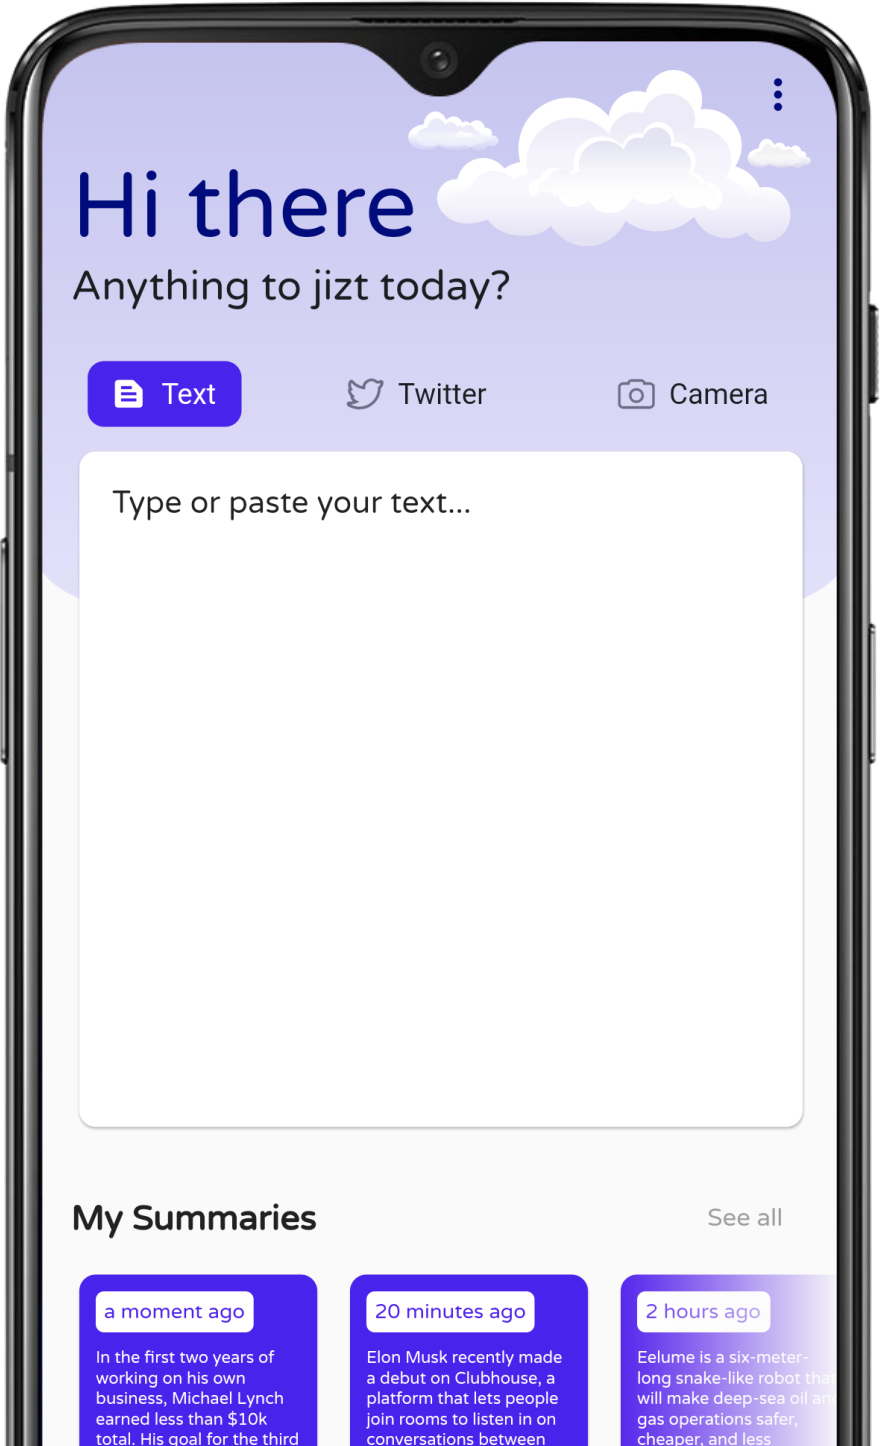 Hi there
Anything to jizt today?
Text
Twitter
Camera
Type or paste your text...
My Summaries
See all
a moment ago
In the first two years of
working on his own
business, Michael Lynch
earned less than $10k
total. His goal for the third
20 minutes ago
Elon Musk recently made
a debut on Clubhouse, a
platform that lets people
join rooms to listen in on
conversations between
2 hours ago
Eelume is a six-meter-
long snake-like robot that
will make deep-sea oil and
gas operations safer,
cheaper, and less